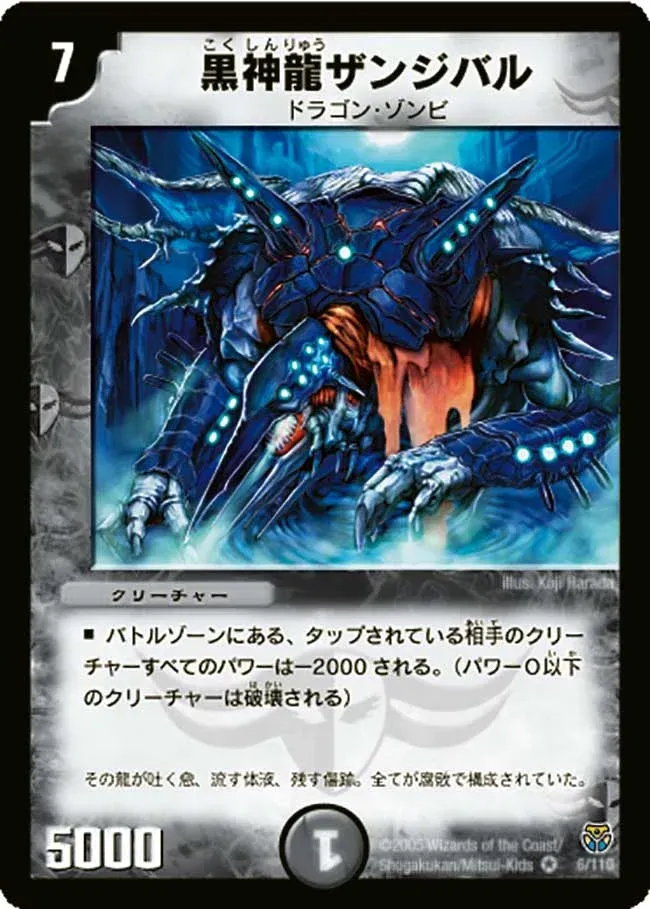 7
こくしんりゅう
黒神龍ザンジバル
ドラゴン・ゾンビ
illus. Koji Harada
クリーチャー
■ バトルゾーンにある、タップされている相手のクリー
チャーすべてのパワーは−2000される。(パワー0以下
のクリーチャーは破壊される)
その龍が吐く息、流す体液、残す傷跡。全てが腐敗で構成されていた。
5000
1
©2005 Wizards of the Coast/
Shogakukan/Mitsui-Kids
6/110